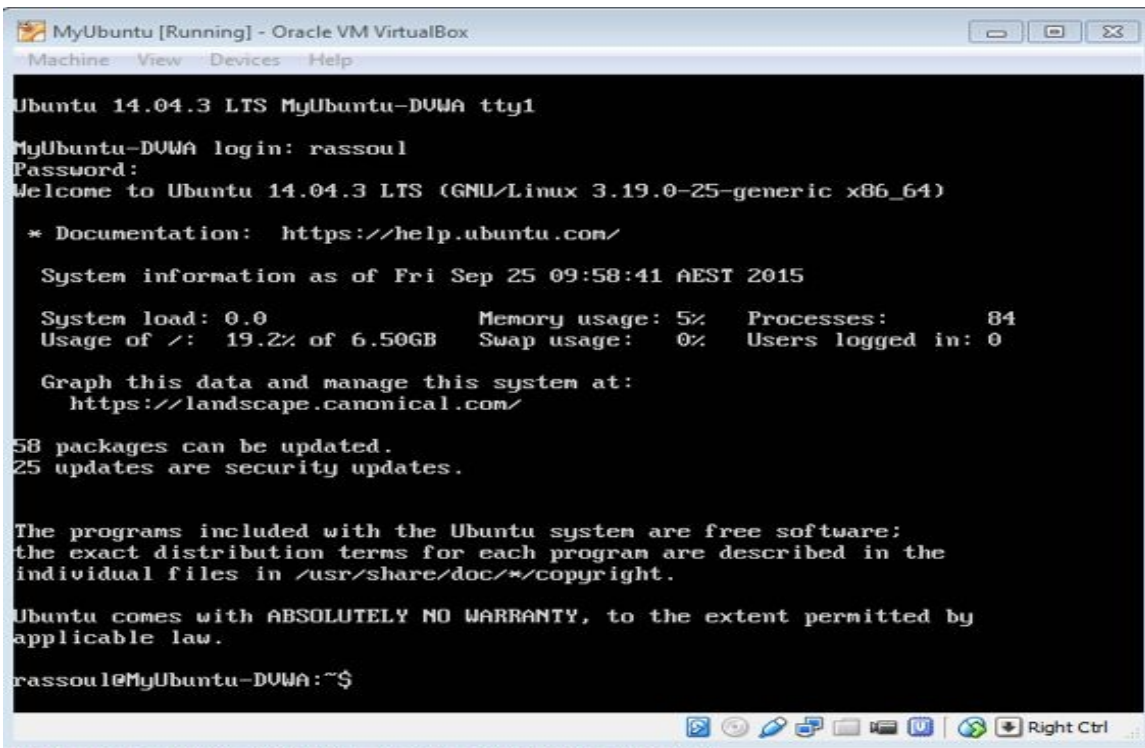 MyUbuntu [Running] - Oracle VM VirtualBox
Machine View Devices Help
Ubuntu 14.04.3 LTS MyUbuntu-DVWA tty1
MyUbuntu-DVWA login: rassoul
Password:
Welcome to Ubuntu 14.04.3 LTS (GNU/Linux 3.19.0-25-generic x86_64)
* Documentation: https://help.ubuntu.com/
System information as of Fri Sep 25 09:58:41 AEST 2015
System load: 0.0 Memory usage: 5% Processes: 84
Usage of /: 19.2% of 6.50GB Swap usage: 0% Users logged in: 0
Graph this data and manage this system at:
https://landscape.canonical.com/
58 packages can be updated.
25 updates are security updates.
The programs included with the Ubuntu system are free software;
the exact distribution terms for each program are described in the
individual files in /usr/share/doc/*/copyright.
Ubuntu comes with ABSOLUTELY NO WARRANTY, to the extent permitted by
applicable law.
rassoul@MyUbuntu-DVWA:~$
Right Ctrl